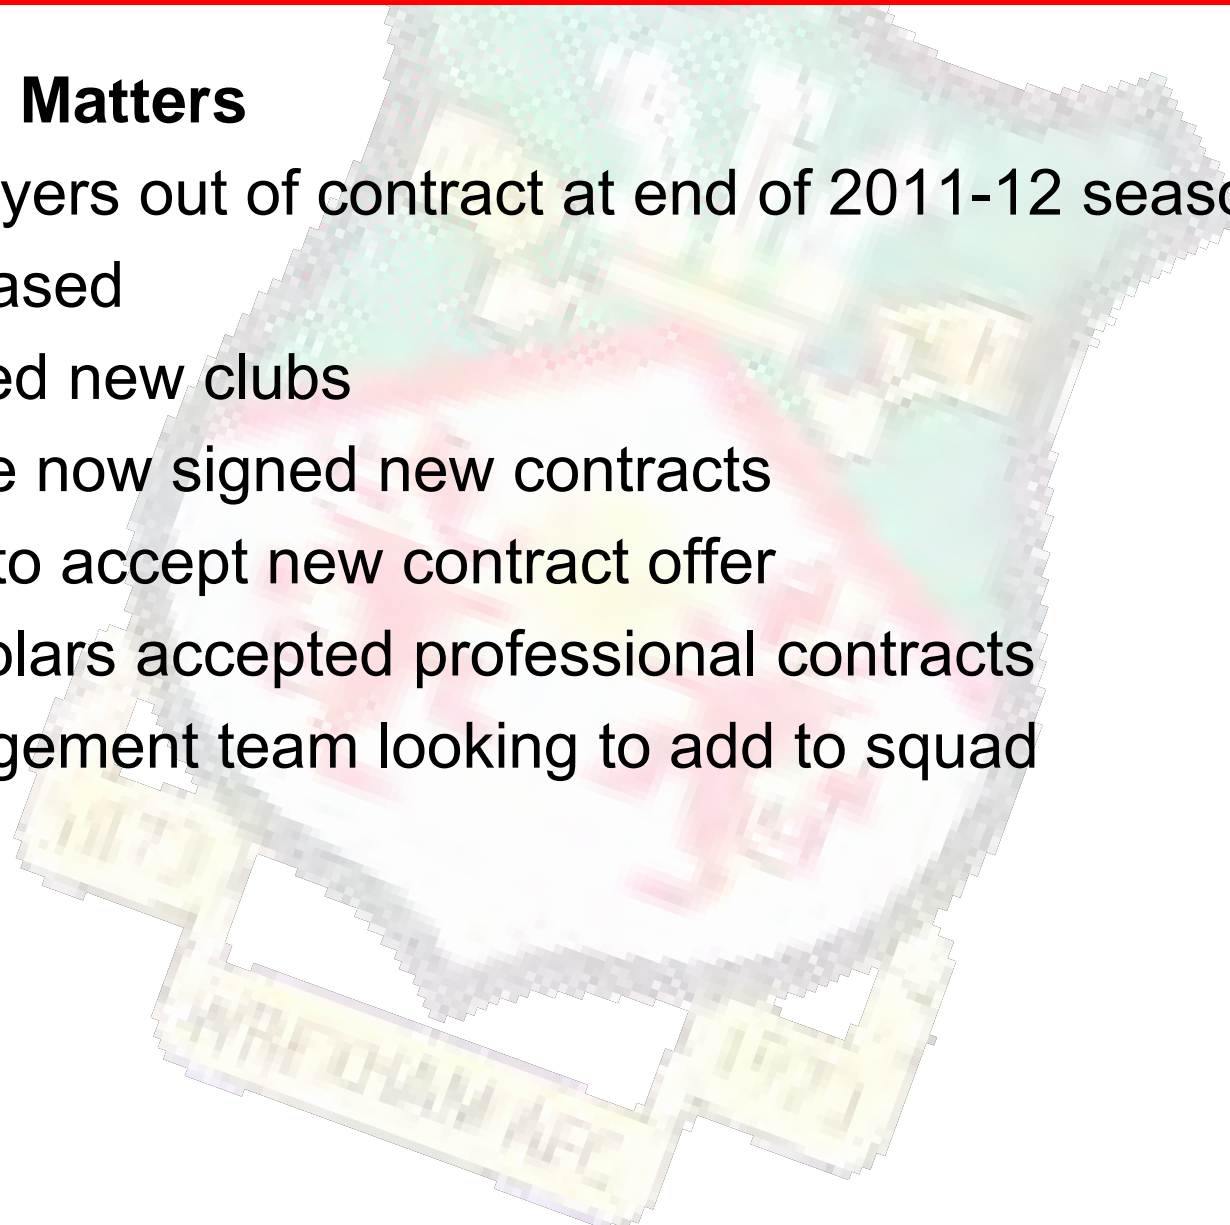 Matters
yers out of contract at end of 2011-12 seaso
ased
ed new clubs
e now signed new contracts
to accept new contract offer
olars accepted professional contracts
gement team looking to add to squad